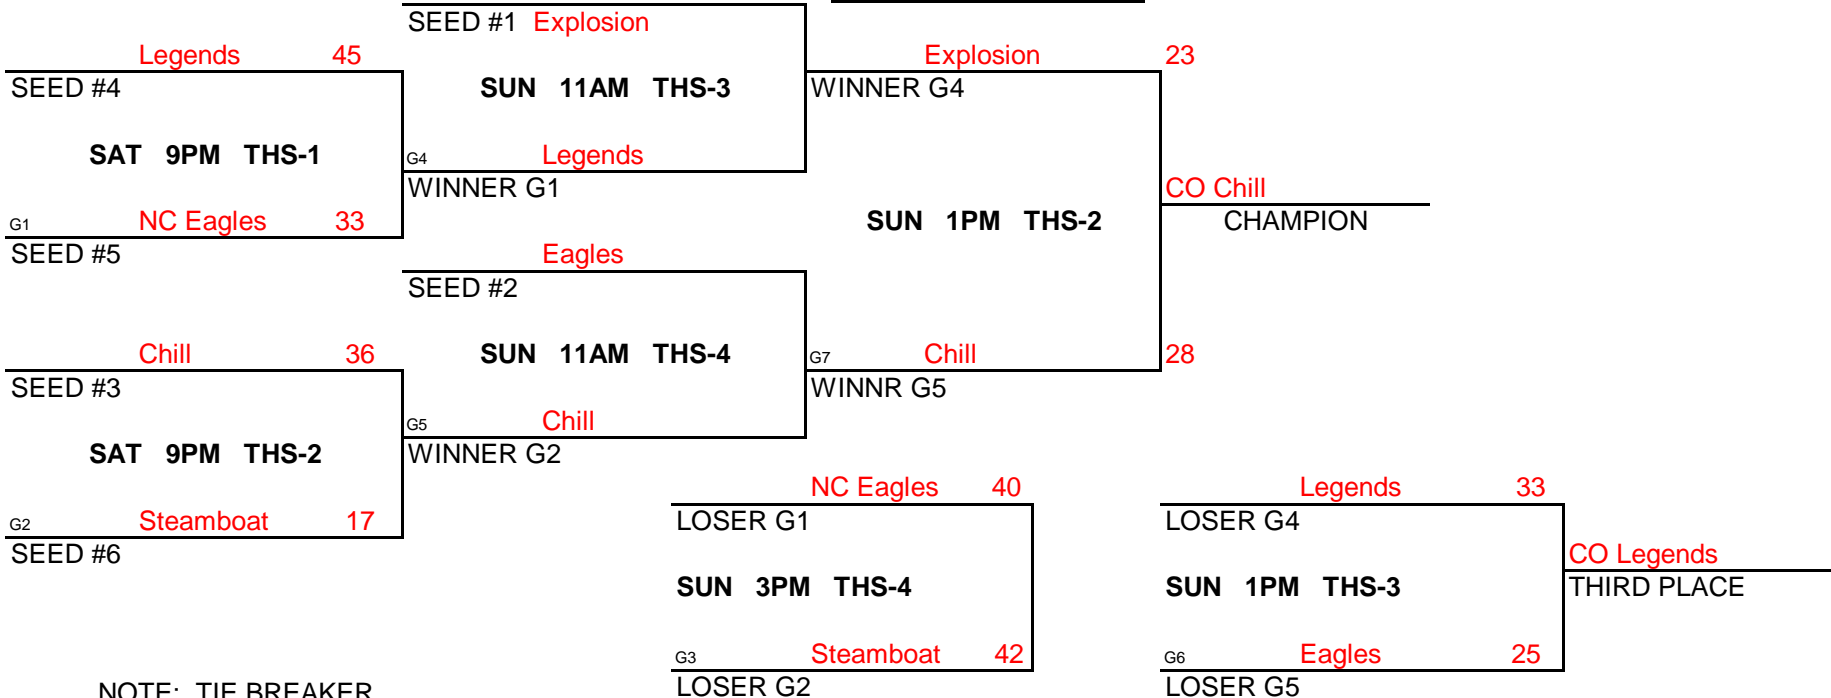 SEED #1 Explosion
Legends 45
Explosion 23
SEED #4
SUN 11AM THS-3
WINNER G4
SAT 9PM THS-1
G4 Legends
WINNER G1
CO Chill
G1 NC Eagles 33
SUN 1PM THS-2
CHAMPION
SEED #5
Eagles
SEED #2
Chill 36
SUN 11AM THS-4
G7 Chill 28
SEED #3
WINNR G5
G5 Chill
SAT 9PM THS-2
WINNER G2
NC Eagles 40
Legends 33
G2 Steamboat 17
LOSER G1
LOSER G4
SEED #6
CO Legends
SUN 3PM THS-4
SUN 1PM THS-3
THIRD PLACE
G3 Steamboat 42
G6 Eagles 25
NOTE: TIE BREAKER
LOSER G2
LOSER G5